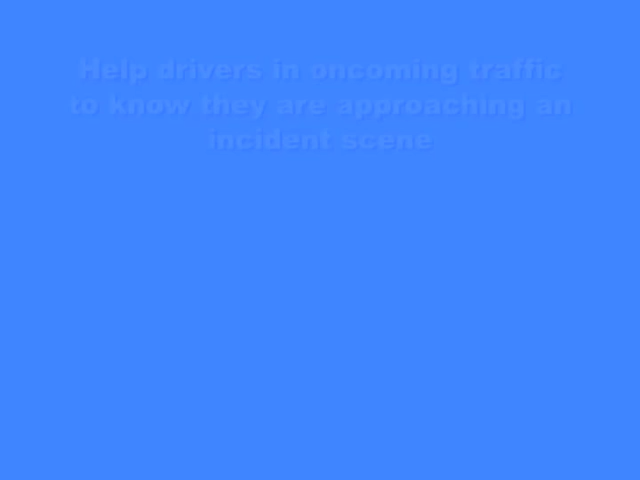 Help drivers in oncoming traffic
to know they are approaching an
incident scene